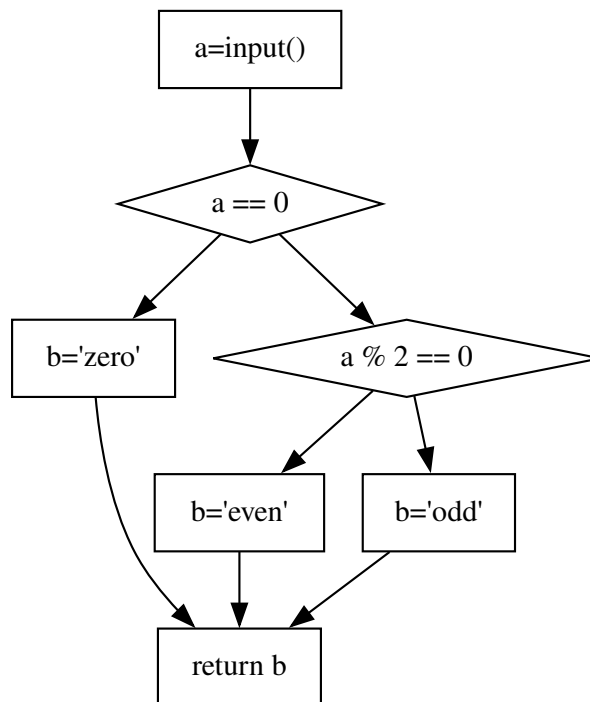 a=input()
a == 0
b='zero'
a % 2 == 0
b='even'
b='odd'
return b